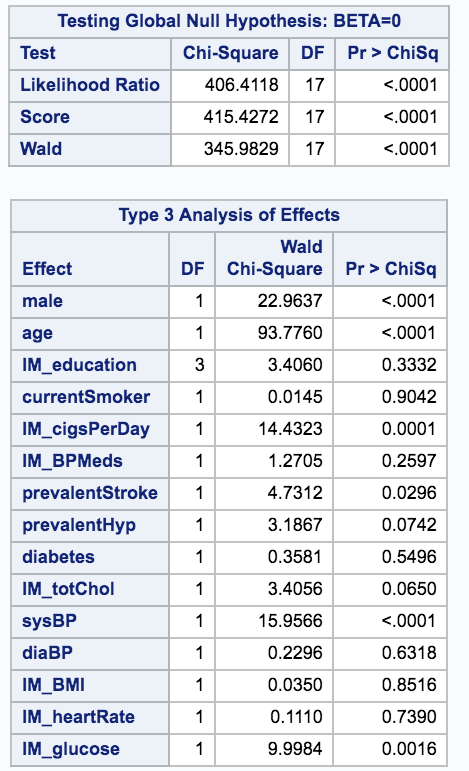 Testing Global Null Hypothesis: BETA=0
Test Chi-Square DF Pr > ChiSq
Likelihood Ratio 406.4118 17 <.0001
Score 415.4272 17 <.0001
Wald 345.9829 17 <.0001
Type 3 Analysis of Effects
Effect DF Wald Chi-Square Pr > ChiSq
male 1 22.9637 <.0001
age 1 93.7760 <.0001
IM_education 3 3.4060 0.3332
currentSmoker 1 0.0145 0.9042
IM_cigsPerDay 1 14.4323 0.0001
IM_BPMeds 1 1.2705 0.2597
prevalentStroke 1 4.7312 0.0296
prevalentHyp 1 3.1867 0.0742
diabetes 1 0.3581 0.5496
IM_totChol 1 3.4056 0.0650
sysBP 1 15.9566 <.0001
diaBP 1 0.2296 0.6318
IM_BMI 1 0.0350 0.8516
IM_heartRate 1 0.1110 0.7390
IM_glucose 1 9.9984 0.0016